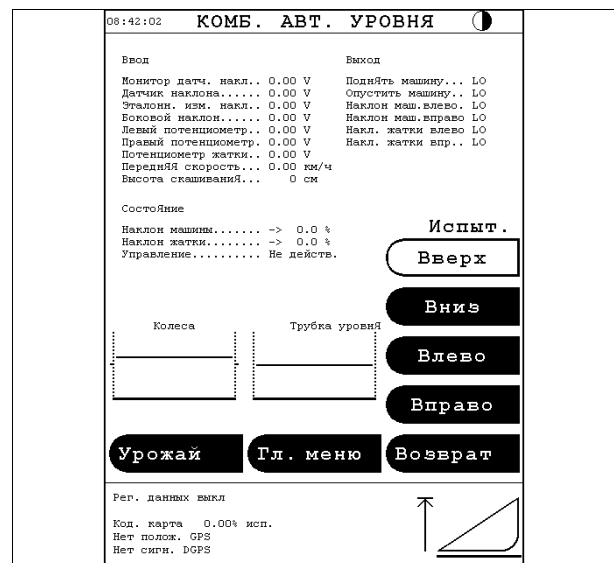 08:42:02 КОМБ. АВТ. УРОВНЯ
Ввод
Монитор датч. накл.. 0.00 V
Датчик наклона...... 0.00 V
Эталонн. изм. накл.. 0.00 V
Боковой наклон...... 0.00 V
Левый потенциометр.. 0.00 V
Правый потенциометр. 0.00 V
Потенциометр жатки.. 0.00 V
ПереднЯЯ скорость... 0.00 км/ч
Высота скашиваниЯ... 0 см
Выход
ПоднЯть машину... LO
Опустить машину.. LO
Наклон маш.влево. LO
Наклон маш.вправо LO
Накл. жатки влево LO
Накл. жатки впр.. LO
СостоЯние
Наклон машины....... -> 0.0 %
Наклон жатки........ -> 0.0 %
Управление.......... Не действ.
Испыт.
Вверх
Вниз
Влево
Вправо
Колеса
Трубка уровнЯ
Урожай
Гл. меню
Возврат
Рег. данных выкл
Код. карта 0.00% исп.
Нет полож. GPS
Нет сигн. DGPS